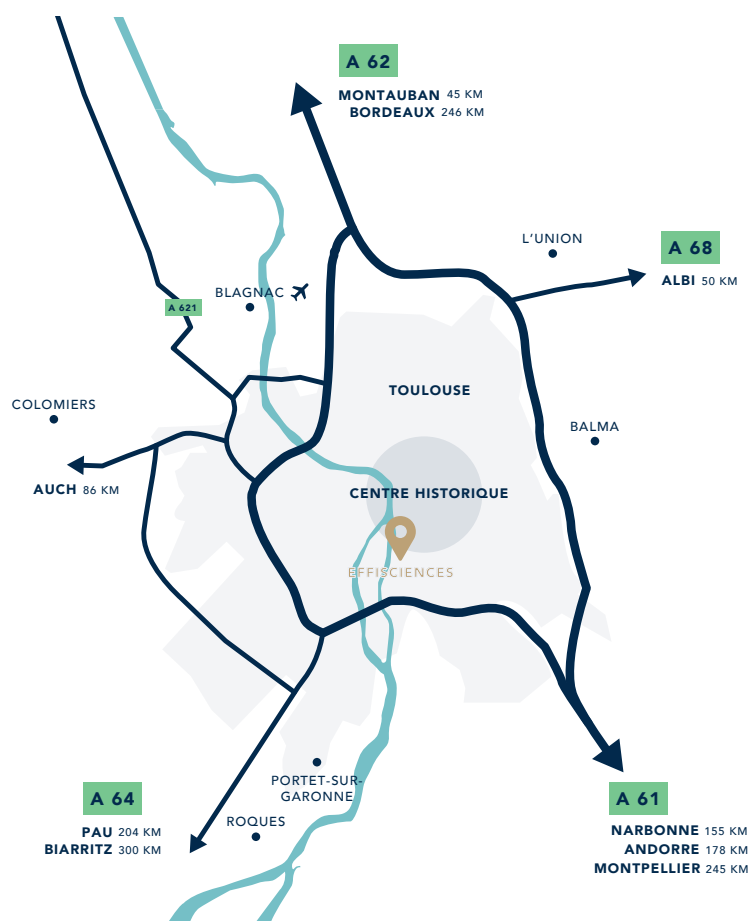 A 62
MONTAUBAN 45 KM
BORDEAUX 246 KM
L'UNION
A 68
ALBI 50 KM
BLAGNAC
A 621
TOULOUSE
COLOMIERS
BALMA
AUCH 86 KM
CENTRE HISTORIQUE
EFFISCIENCES
PORTET-SUR-
GARONNE
A 64
PAU 204 KM
BIARRITZ 300 KM
ROQUES
A 61
NARBONNE 155 KM
ANDORRE 178 KM
MONTPELLIER 245 KM